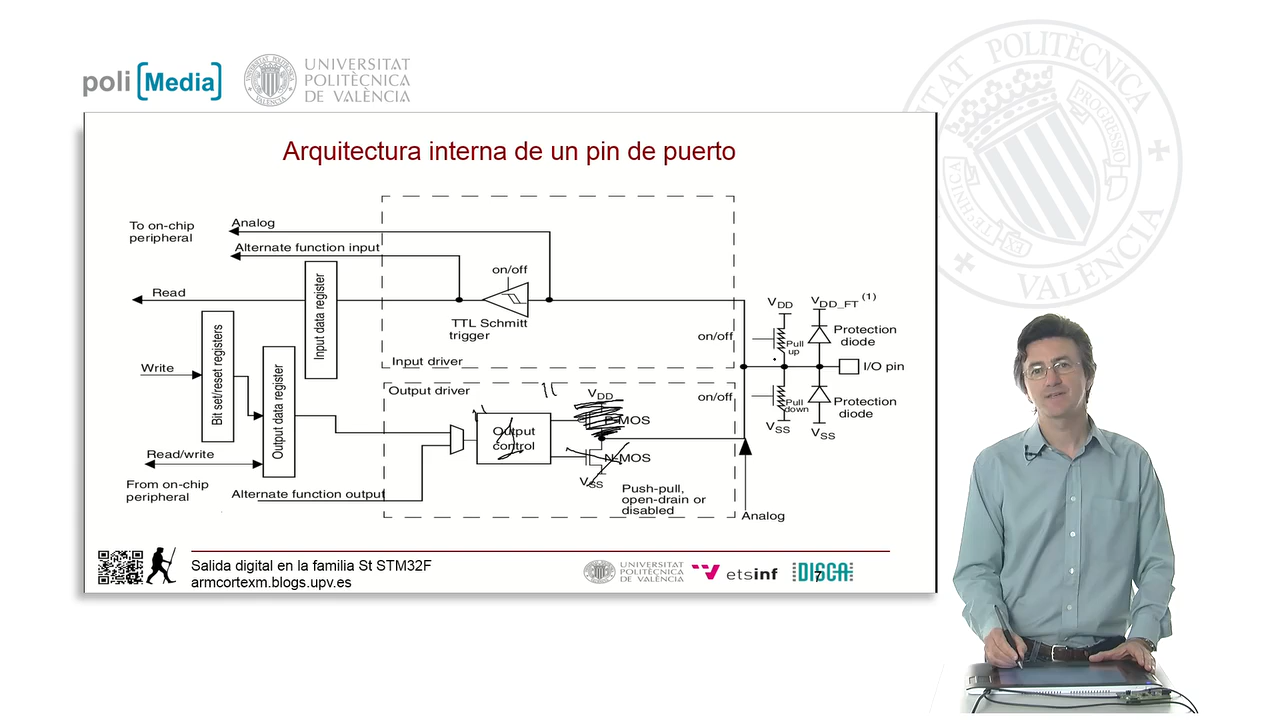 poli[Media]
UNIVERSITAT
POLITÈCNICA
DE VALÈNCIA
Arquitectura interna de un pin de puerto
To on-chip
peripheral
Analog
Alternate function input
Read
on/off
TTL Schmitt
trigger
Input data register
Input driver
Bit set/reset registers
Write
Output data register
Read/write
From on-chip
peripheral
Alternate function output
Output driver
Output
control
VDD
P-MOS
N-MOS
VSS
Push-pull,
open-drain or
disabled
Analog
on/off
VDD
Pull
up
VDD_FT (1)
Protection
diode
I/O pin
on/off
Pull
down
VSS
Protection
diode
VSS
Salida digital en la familia St STM32F
armcortexm.blogs.upv.es
UNIVERSITAT
POLITÈCNICA
DE VALÈNCIA
etsinf
DISCA
7
POLITÈCNICA
VALÈNCIA